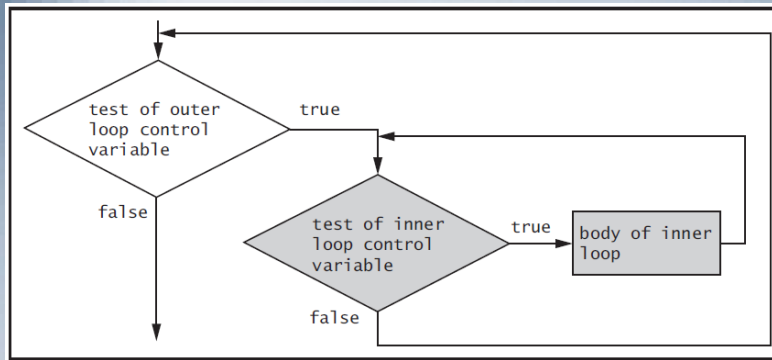 test of outer
loop control
variable
true
false
test of inner
loop control
variable
true
body of inner
loop
false